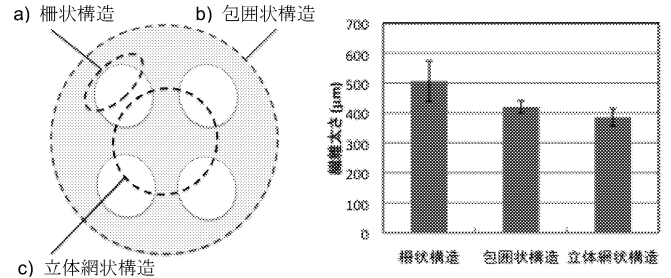 a) 柵状構造
b) 包囲状構造
c) 立体網状構造
繊維太さ(μm)
700
600
500
400
300
200
100
0
柵状構造
包囲状構造
立体網状構造